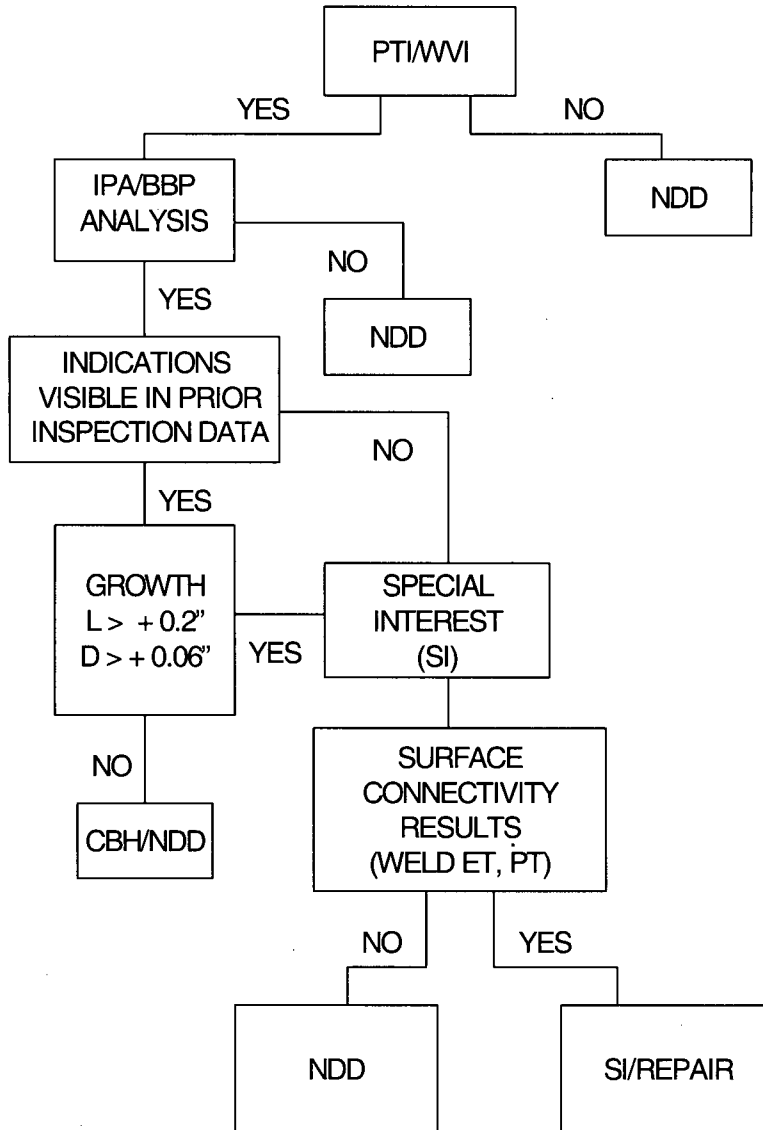 PTI/WVI
YES
NO
IPA/BBP
ANALYSIS
NDD
NO
YES
NDD
INDICATIONS
VISIBLE IN PRIOR
INSPECTION DATA
NO
YES
GROWTH
L > + 0.2”
D > + 0.06”
SPECIAL
INTEREST
(SI)
YES
NO
SURFACE
CONNECTIVITY
RESULTS
(WELD ET, PT)
CBH/NDD
NO
YES
NDD
SI/REPAIR